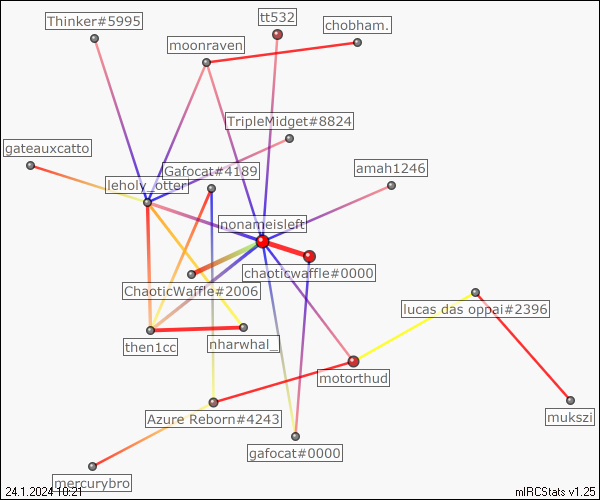 Thinker#5995
tt532
chobham.
moonraven
TripleMidget#8824
gateauxcatto
Gafocat#4189
amah1246
leholy_otter
nonameisleft
chaoticwaffle#0000
ChaoticWaffle#2006
lucas das oppai#2396
then1cc
nharwhal_
motorthud
Azure Reborn#4243
mukszi
gafocat#0000
mercurybro
24.1.2024 10:21
mIRCStats v1.25